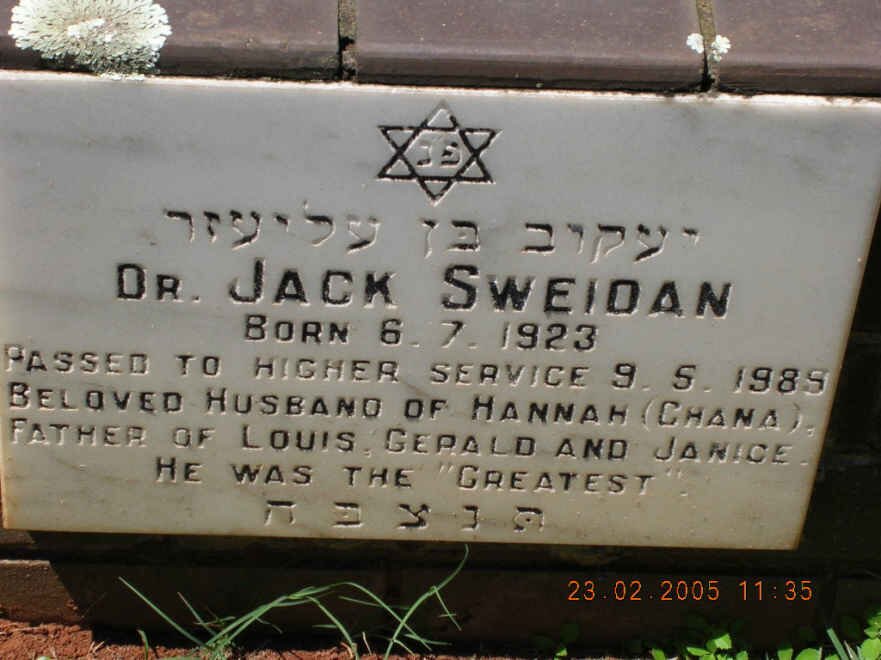 פנ
יעקוב בן עליעזר
DR. JACK SWEIDAN
BORN 6. 7. 1923
PASSED TO HIGHER SERVICE 9. 5. 1985
BELOVED HUSBAND OF HANNAH (CHANA),
FATHER OF LOUIS, GERALD AND JANICE.
HE WAS THE "GREATEST".
ת נ צ ב ה
23.02.2005 11:35